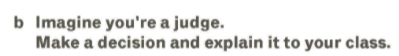 b Imagine you're a judge.
Make a decision and explain it to your class.